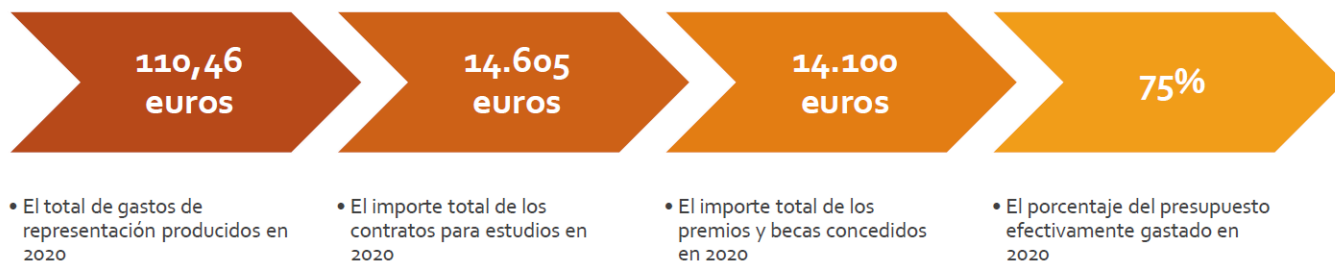 110,46
euros
• El total de gastos de
representación producidos en
2020
14.605
euros
• El importe total de los
contratos para estudios en
2020
14.100
euros
• El importe total de los
premios y becas concedidos
en 2020
75%
• El porcentaje del presupuesto
efectivamente gastado en
2020